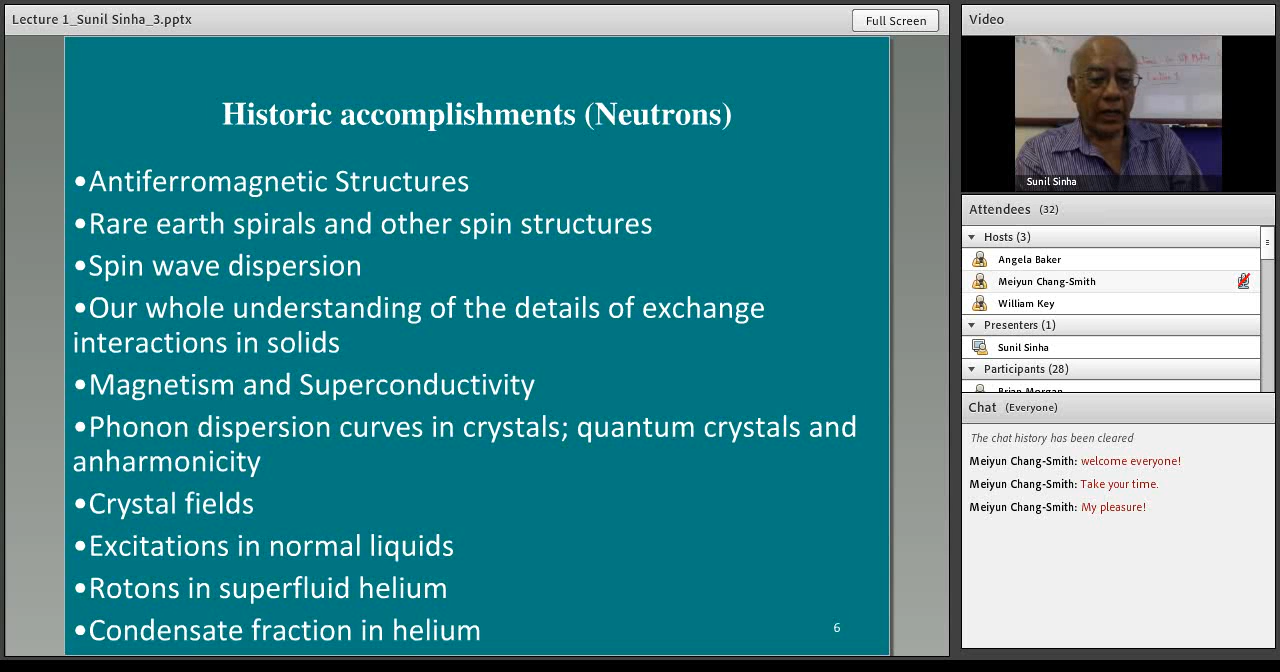 Lecture 1_Sunil Sinha_3.pptx
Full Screen
Historic accomplishments (Neutrons)
•Antiferromagnetic Structures
•Rare earth spirals and other spin structures
•Spin wave dispersion
•Our whole understanding of the details of exchange
interactions in solids
•Magnetism and Superconductivity
•Phonon dispersion curves in crystals; quantum crystals and
anharmonicity
•Crystal fields
•Excitations in normal liquids
•Rotons in superfluid helium
•Condensate fraction in helium
6
Video
Lecture 1
Sunil Sinha
Attendees (32)
Hosts (3)
Angela Baker
Meiyun Chang-Smith
William Key
Presenters (1)
Sunil Sinha
Participants (28)
Brian Morgan
Chat (Everyone)
The chat history has been cleared
Meiyun Chang-Smith: welcome everyone!
Meiyun Chang-Smith: Take your time.
Meiyun Chang-Smith: My pleasure!